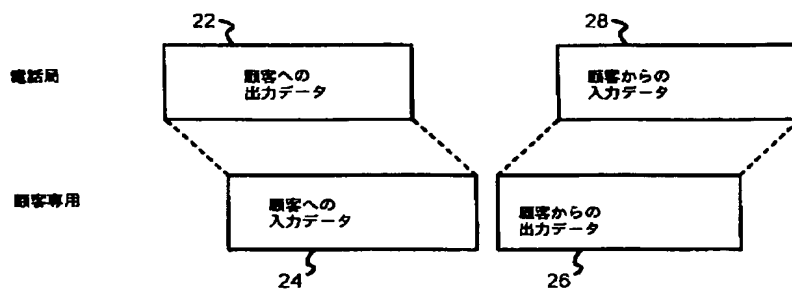 22
28
電話局
顧客への
出力データ
顧客からの
入力データ
顧客専用
顧客への
入力データ
顧客からの
出力データ
24
26